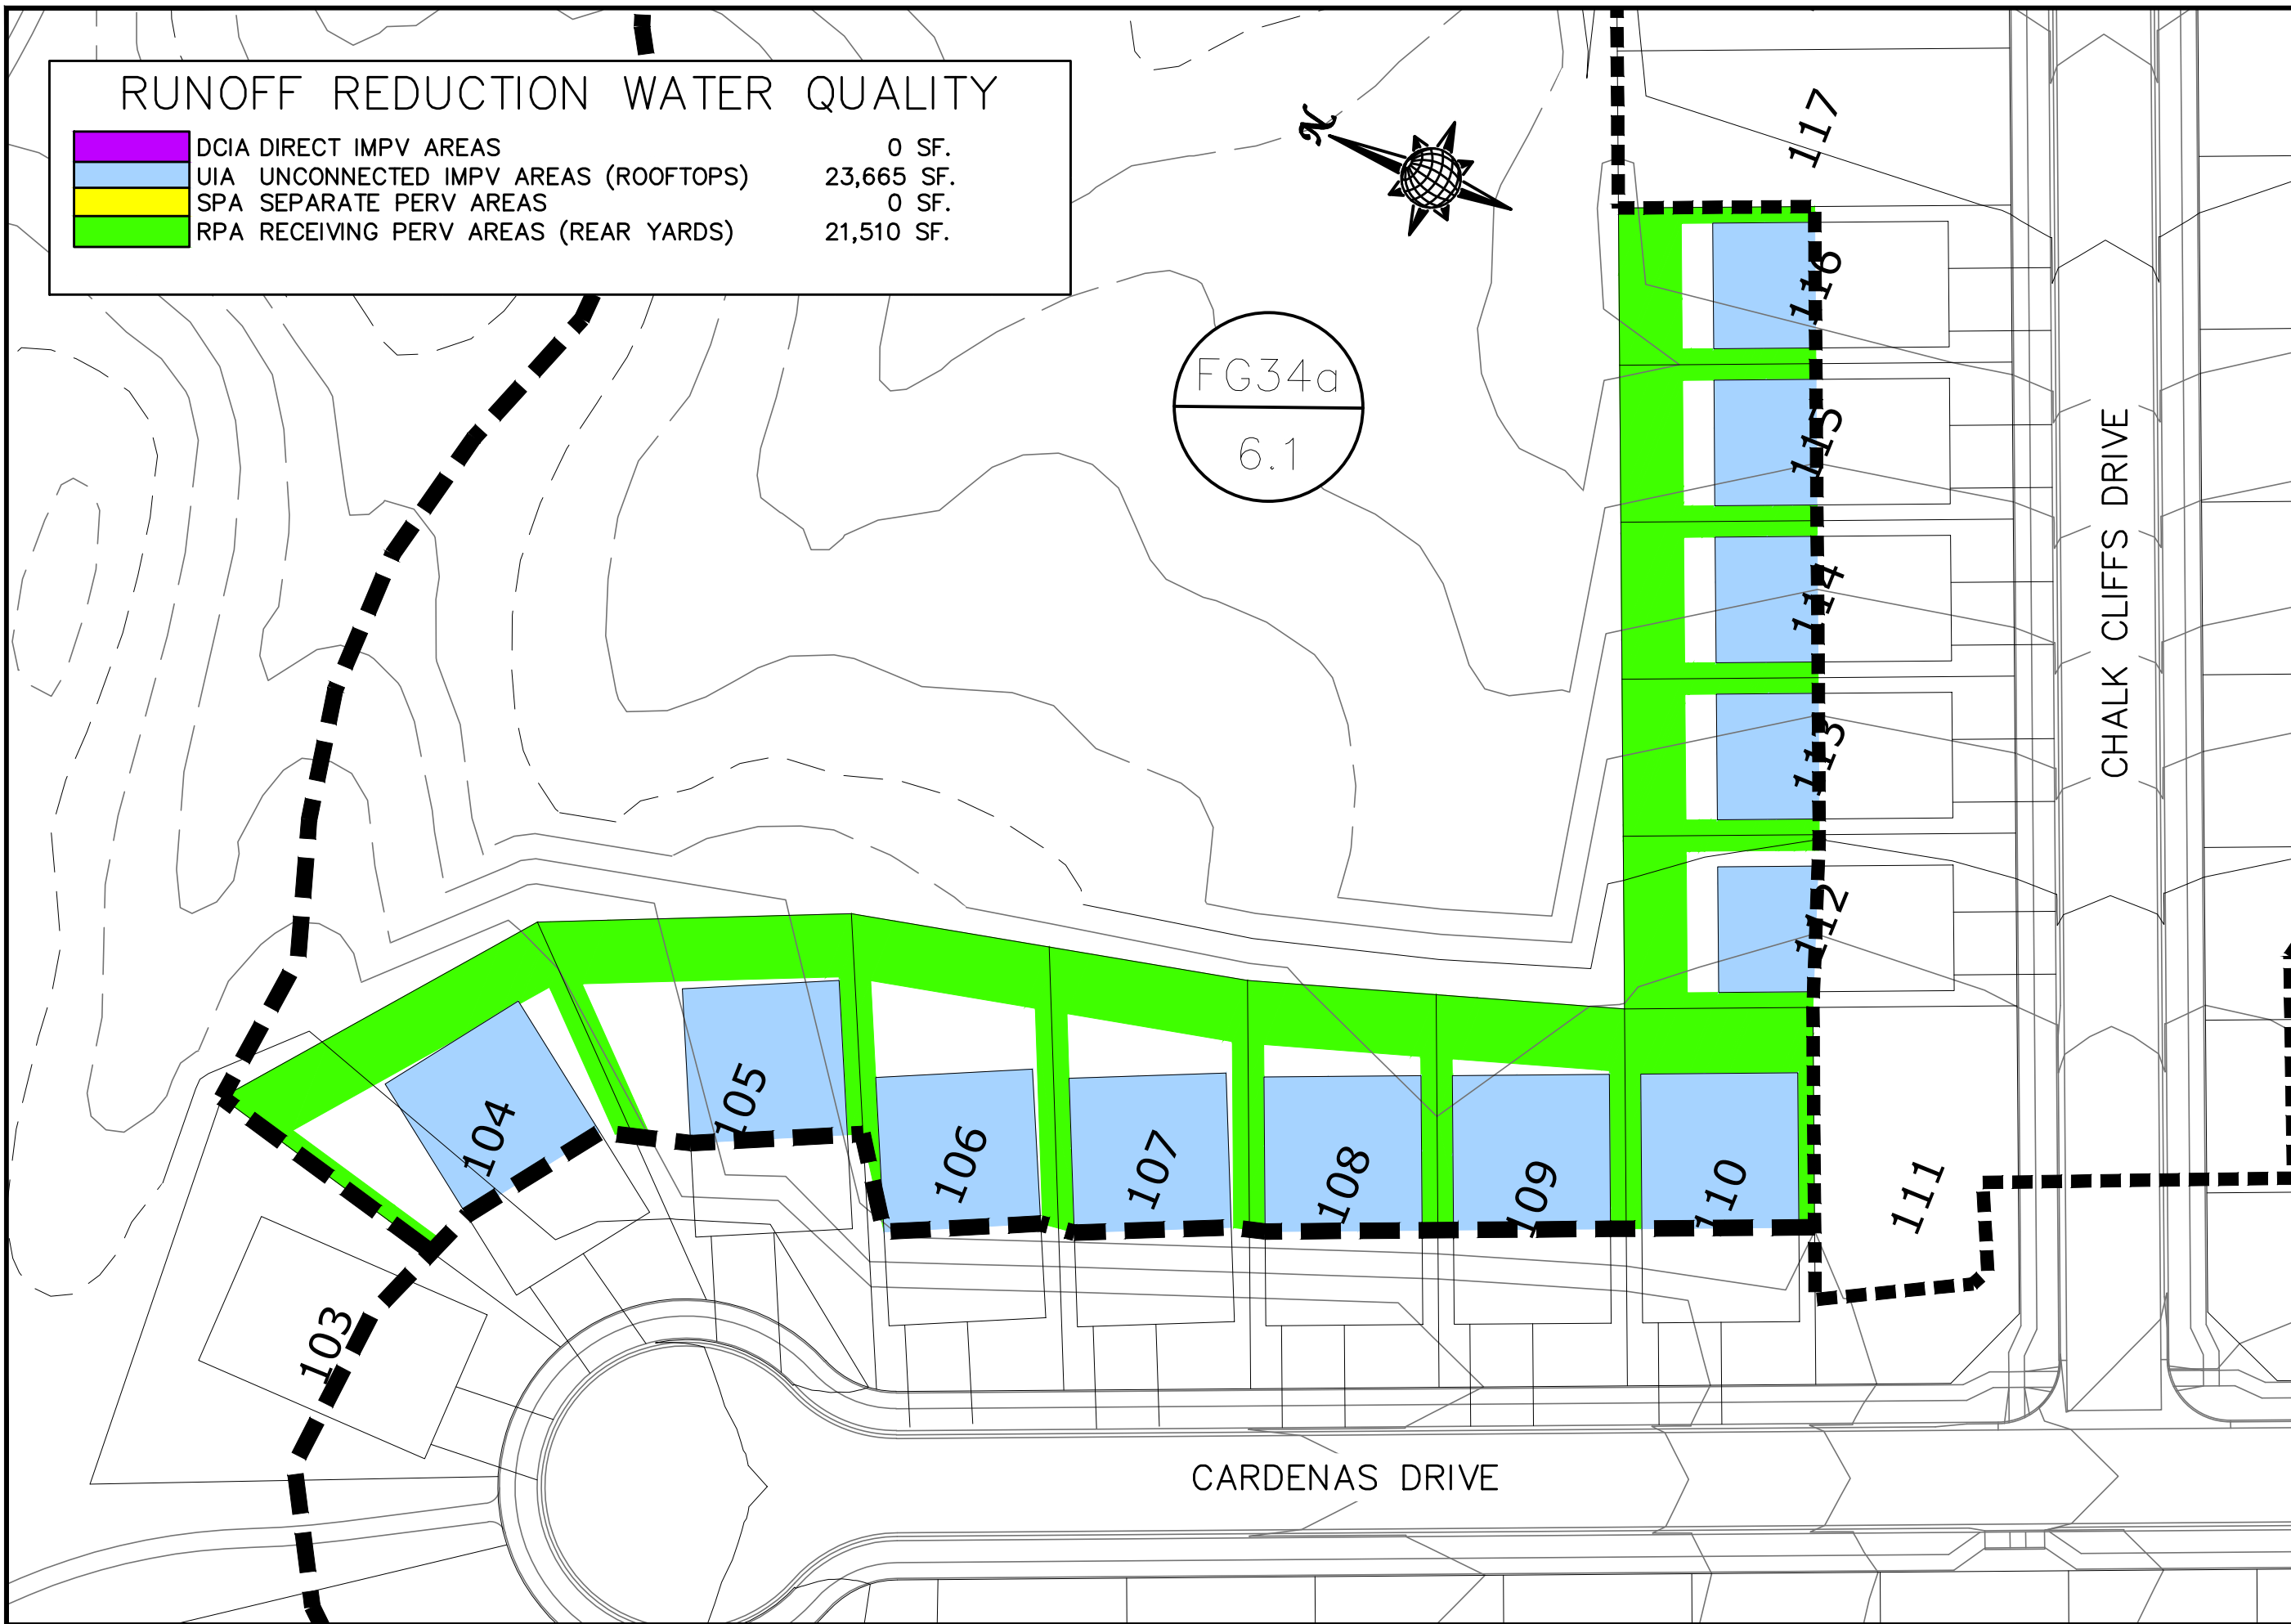 RUNOFF REDUCTION WATER QUALITY
DCIA DIRECT IMPV AREAS 0 SF.
UIA UNCONNECTED IMPV AREAS (ROOFTOPS) 23,665 SF.
SPA SEPARATE PERV AREAS 0 SF.
RPA RECEIVING PERV AREAS (REAR YARDS) 21,510 SF.
N
117
116
FG34a
6.1
115
114
113
112
CHALK CLIFFS DRIVE
105
104
106
107
108
109
110
111
103
CARDENAS DRIVE